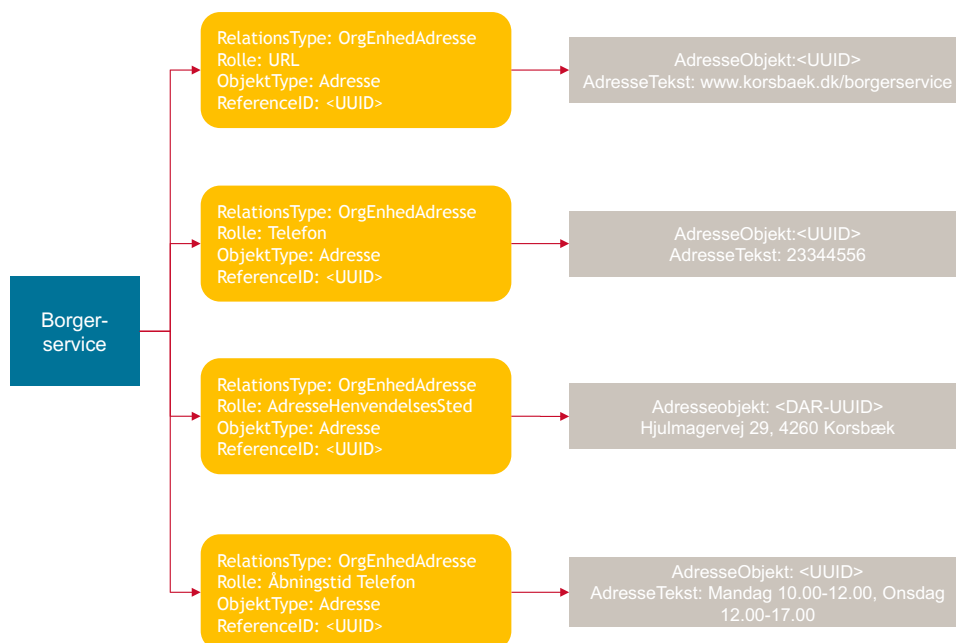 RelationsType: OrgEnhedAdresse
Rolle: URL
ObjektType: Adresse
ReferenceID: <UUID>
AdresseObjekt:<UUID>
AdresseTekst: www.korsbaek.dk/borgerservice
RelationsType: OrgEnhedAdresse
Rolle: Telefon
ObjektType: Adresse
ReferenceID: <UUID>
AdresseObjekt:<UUID>
AdresseTekst: 23344556
Borger-
service
RelationsType: OrgEnhedAdresse
Rolle: AdresseHenvendelsesSted
ObjektType: Adresse
ReferenceID: <UUID>
Adresseobjekt: <DAR-UUID>
Hjulmagervej 29, 4260 Korsbæk
RelationsType: OrgEnhedAdresse
Rolle: Åbningstid Telefon
ObjektType: Adresse
ReferenceID: <UUID>
AdresseObjekt: <UUID>
AdresseTekst: Mandag 10.00-12.00, Onsdag
12.00-17.00